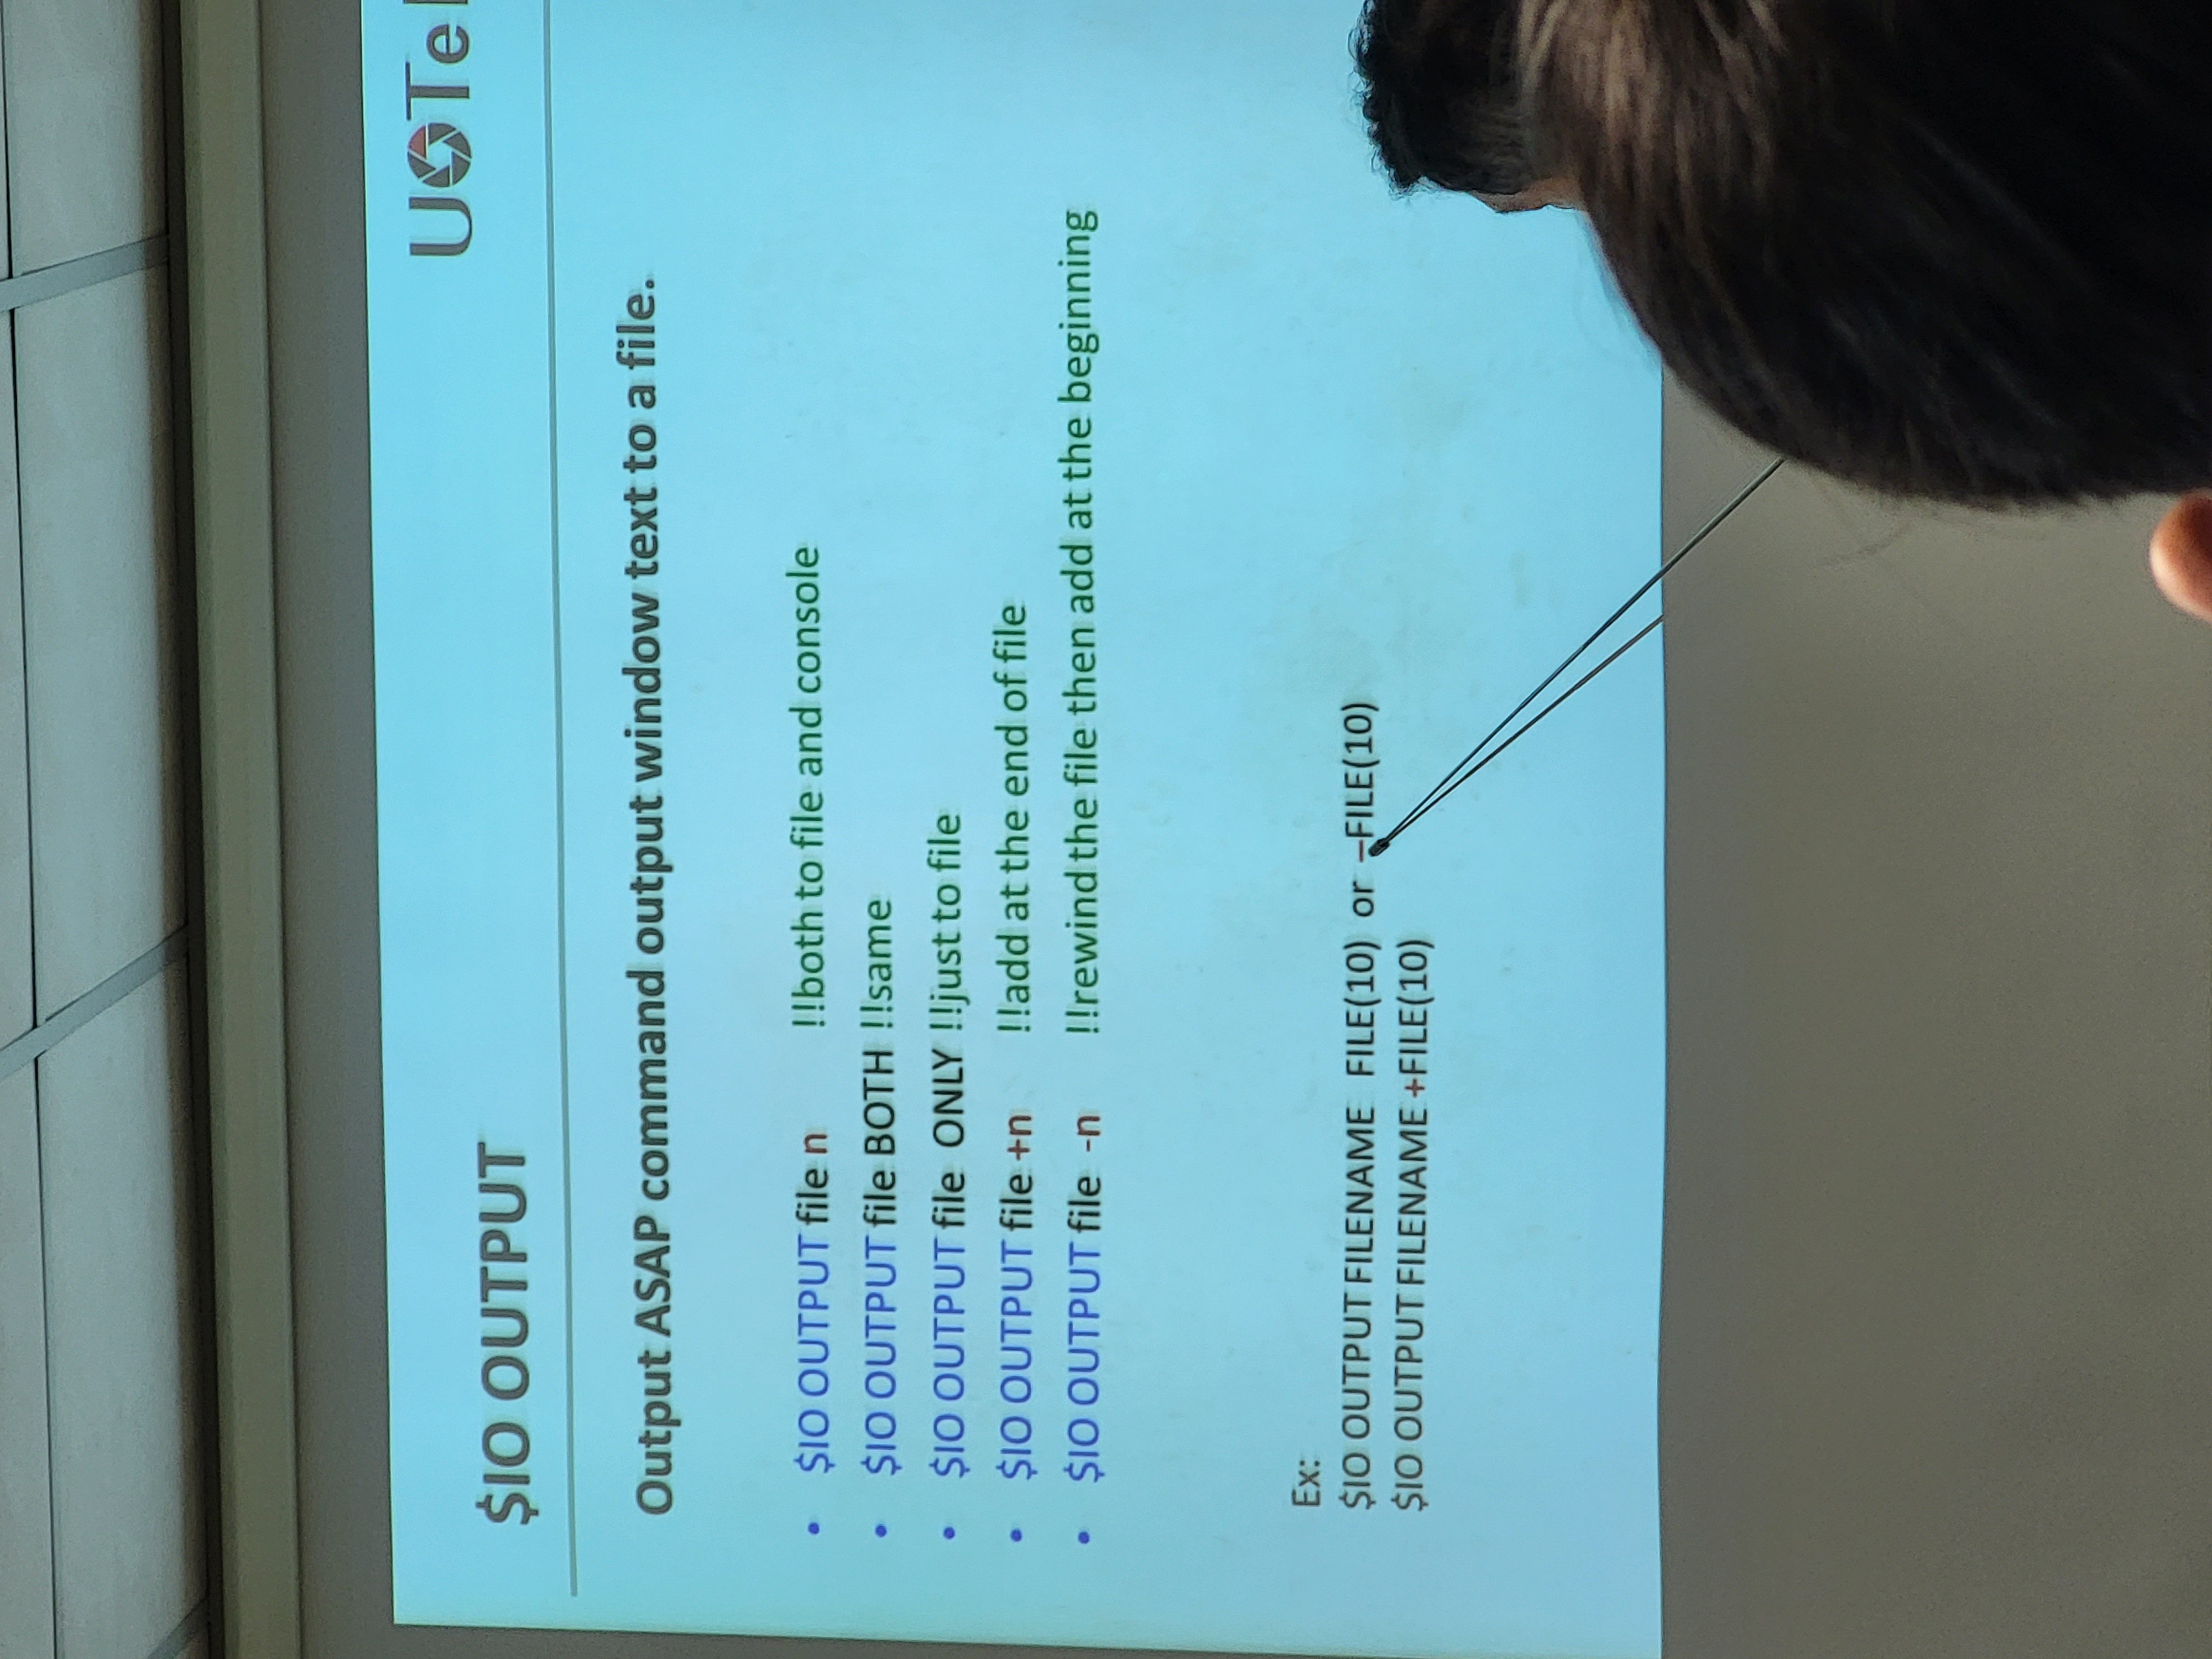 $IO OUTPUT
Output ASAP command output window text to a file.
• $IO OUTPUT file n !!both to file and console
• $IO OUTPUT file BOTH !!same
• $IO OUTPUT file ONLY !!just to file
• $IO OUTPUT file +n !!add at the end of file
• $IO OUTPUT file -n !!rewind the file then add at the beginning
Ex:
$IO OUTPUT FILENAME FILE(10) or –FILE(10)
$IO OUTPUT FILENAME +FILE(10)